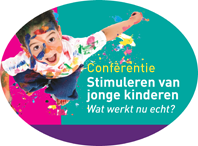 Conferentie
Stimuleren van
jonge kinderen
Wat werkt nu echt?